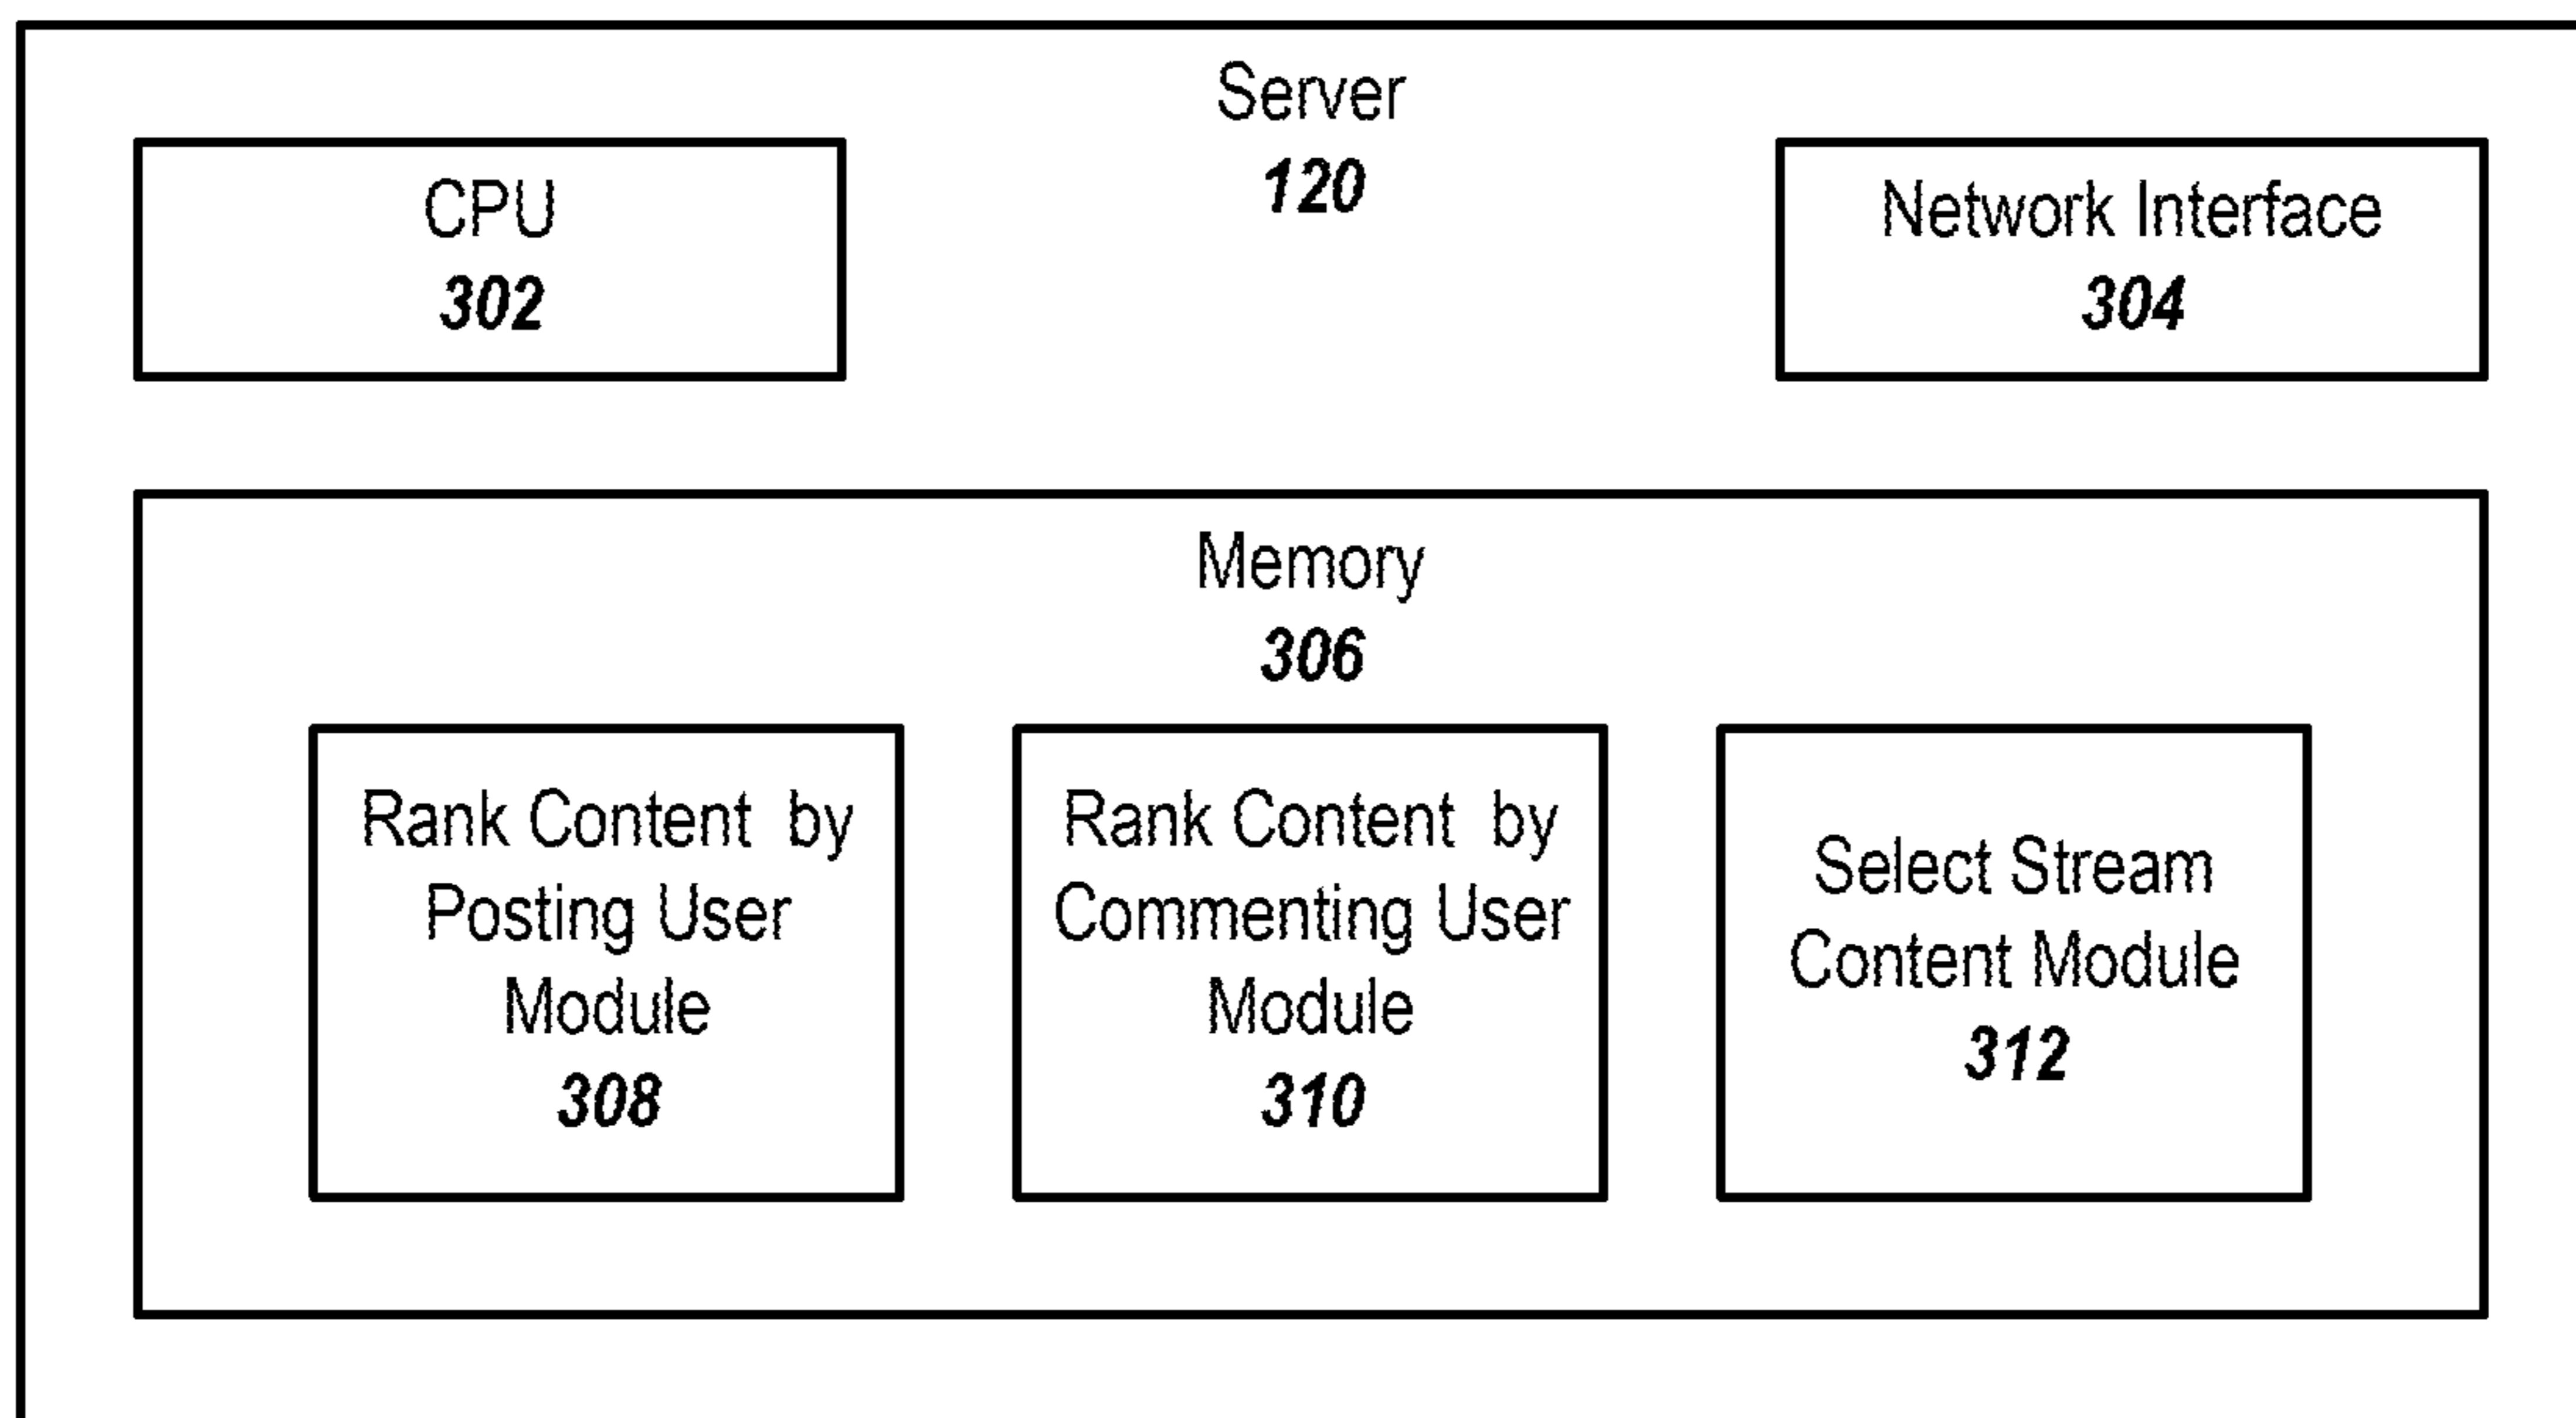 Server
120
CPU
302
Network Interface
304
Memory
306
Rank Content by
Posting User
Module
308
Rank Content by
Commenting User
Module
310
Select Stream
Content Module
312